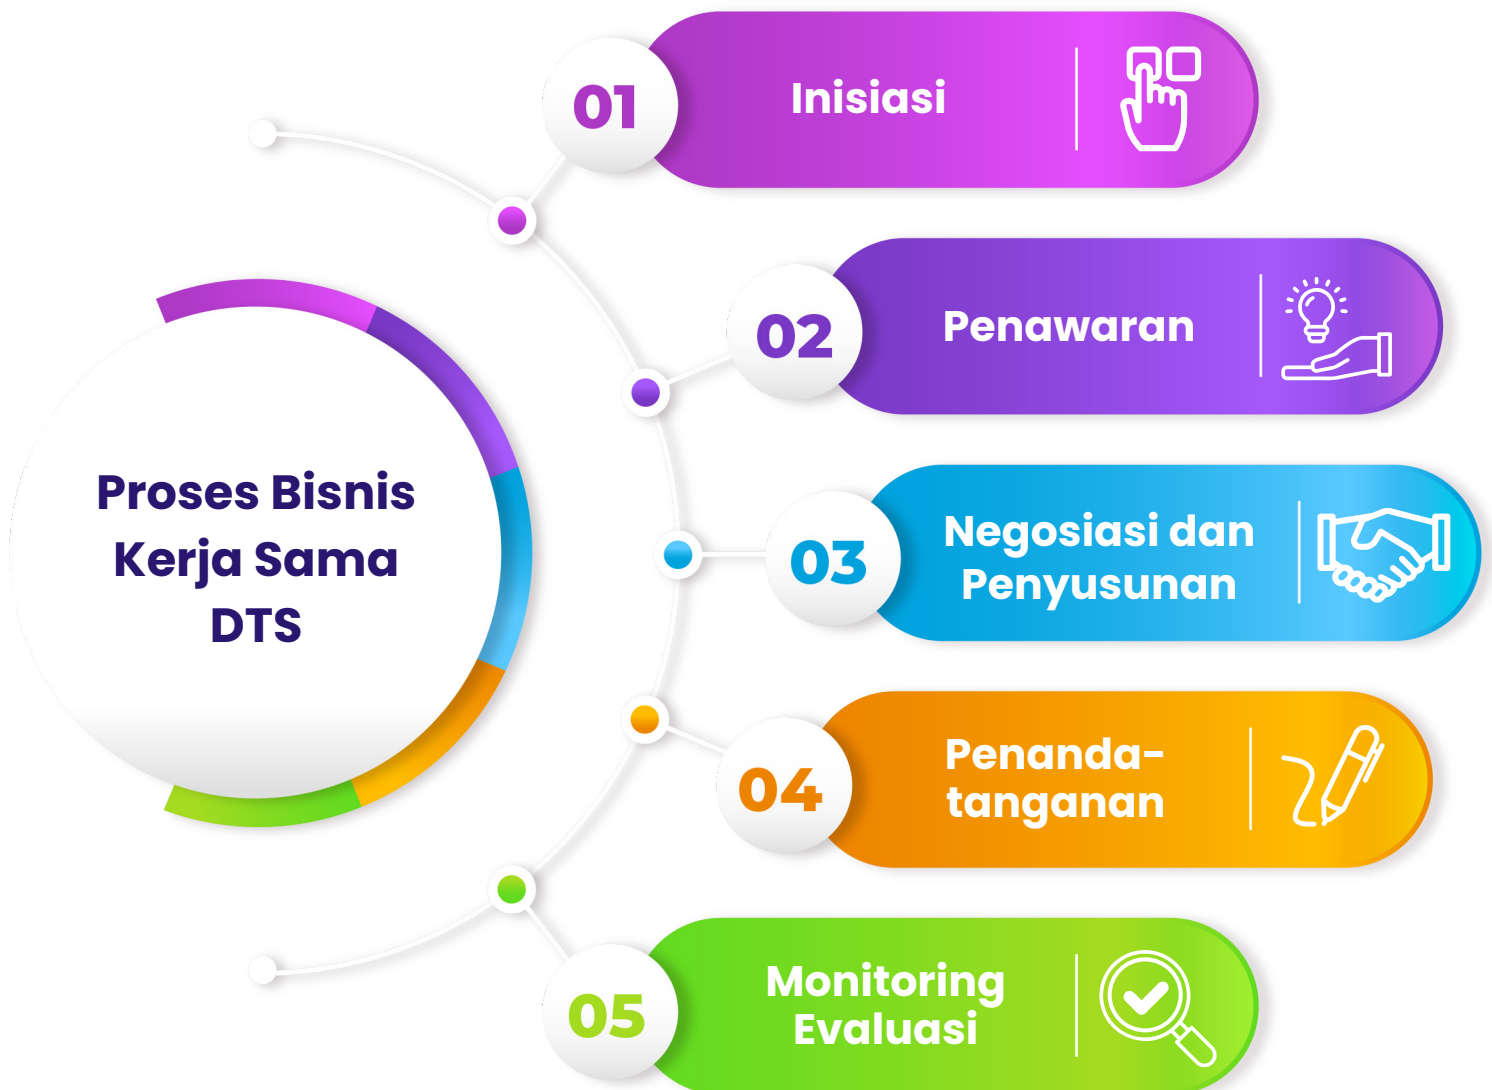 Proses Bisnis
Kerja Sama
DTS
01
Inisiasi
02
Penawaran
03
Negosiasi dan
Penyusunan
04
Penanda-
tanganan
05
Monitoring
Evaluasi